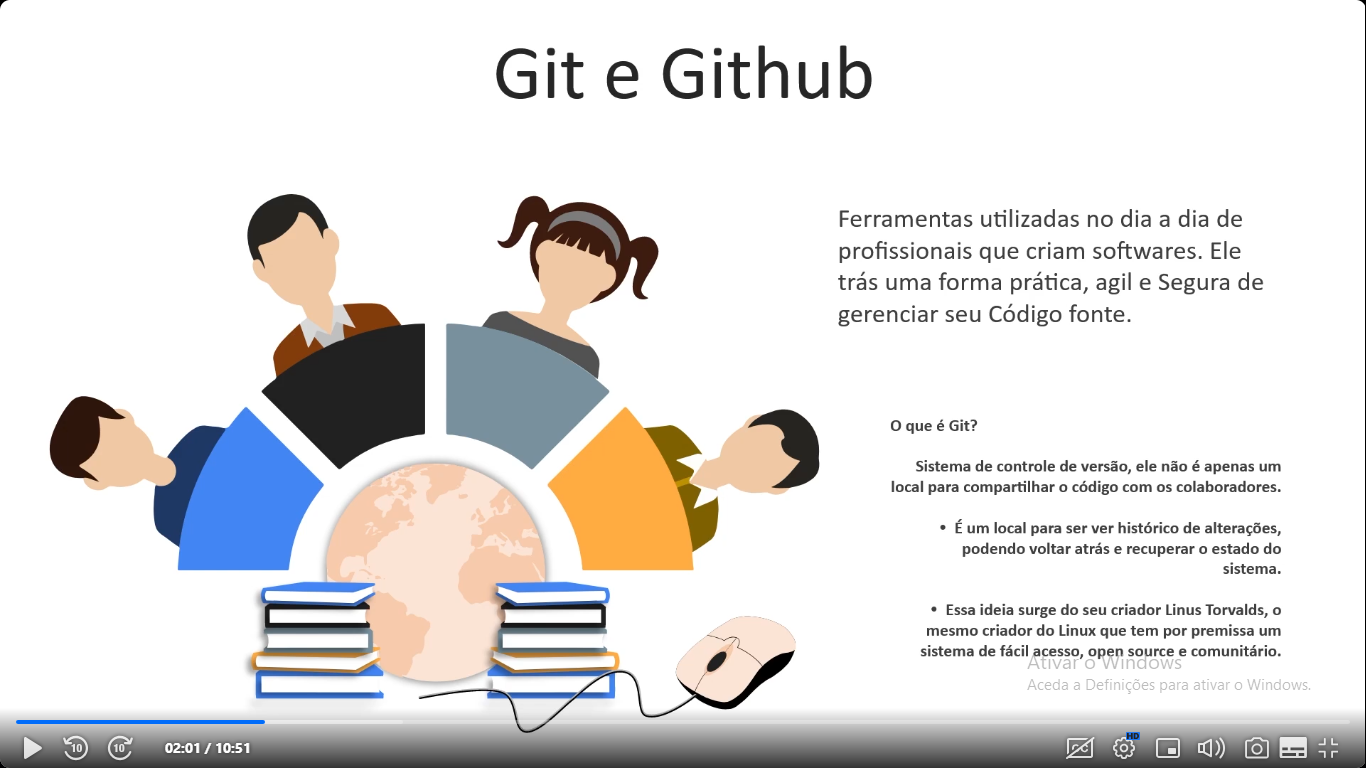 Git e Github
Ferramentas utilizadas no dia a dia de
profissionais que criam softwares. Ele
trás uma forma prática, agil e Segura de
gerenciar seu Código fonte.
O que é Git?
Sistema de controle de versão, ele não é apenas um
local para compartilhar o código com os colaboradores.
• É um local para ser ver histórico de alterações,
podendo voltar atrás e recuperar o estado do
sistema.
• Essa ideia surge do seu criador Linus Torvalds, o
mesmo criador do Linux que tem por premissa um
sistema de fácil acesso, open source e comunitário.
Ativar o Windows
Aceda a Definições para ativar o Windows.
10
10
02:01 / 10:51
CC
HD